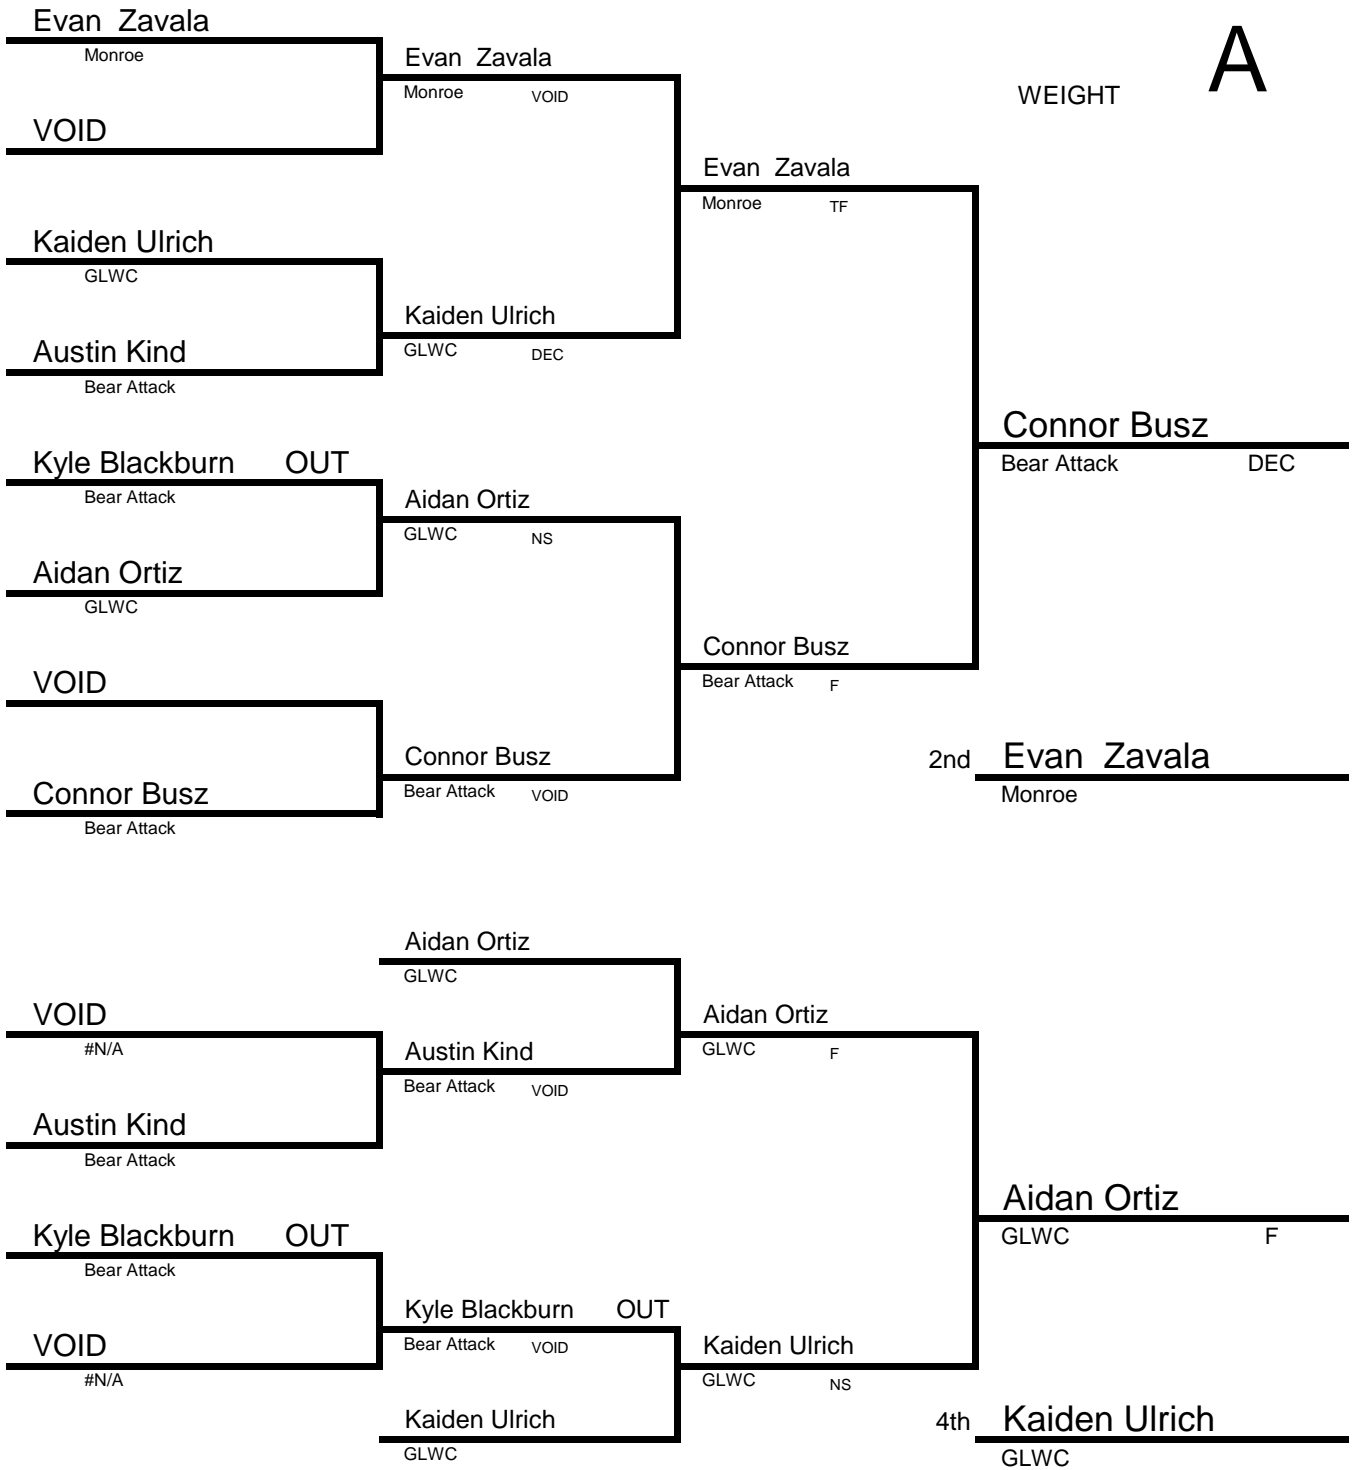 Evan  Zavala
Monroe
VOID
Kaiden Ulrich
GLWC
Austin Kind
Bear Attack
Kyle Blackburn OUT
Bear Attack
Aidan Ortiz
GLWC
VOID
Connor Busz
Bear Attack
Evan  Zavala
Monroe VOID
Kaiden Ulrich
GLWC DEC
Aidan Ortiz
GLWC NS
Connor Busz
Bear Attack VOID
Evan  Zavala
Monroe TF
Connor Busz
Bear Attack F
A
WEIGHT
Connor Busz
Bear Attack DEC
2nd Evan  Zavala
Monroe
VOID
#N/A
Austin Kind
Bear Attack
Kyle Blackburn OUT
Bear Attack
VOID
#N/A
Aidan Ortiz
GLWC
Austin Kind
Bear Attack VOID
Kyle Blackburn OUT
Bear Attack VOID
Kaiden Ulrich
GLWC
Aidan Ortiz
GLWC F
Kaiden Ulrich
GLWC NS
Aidan Ortiz
GLWC F
4th Kaiden Ulrich
GLWC